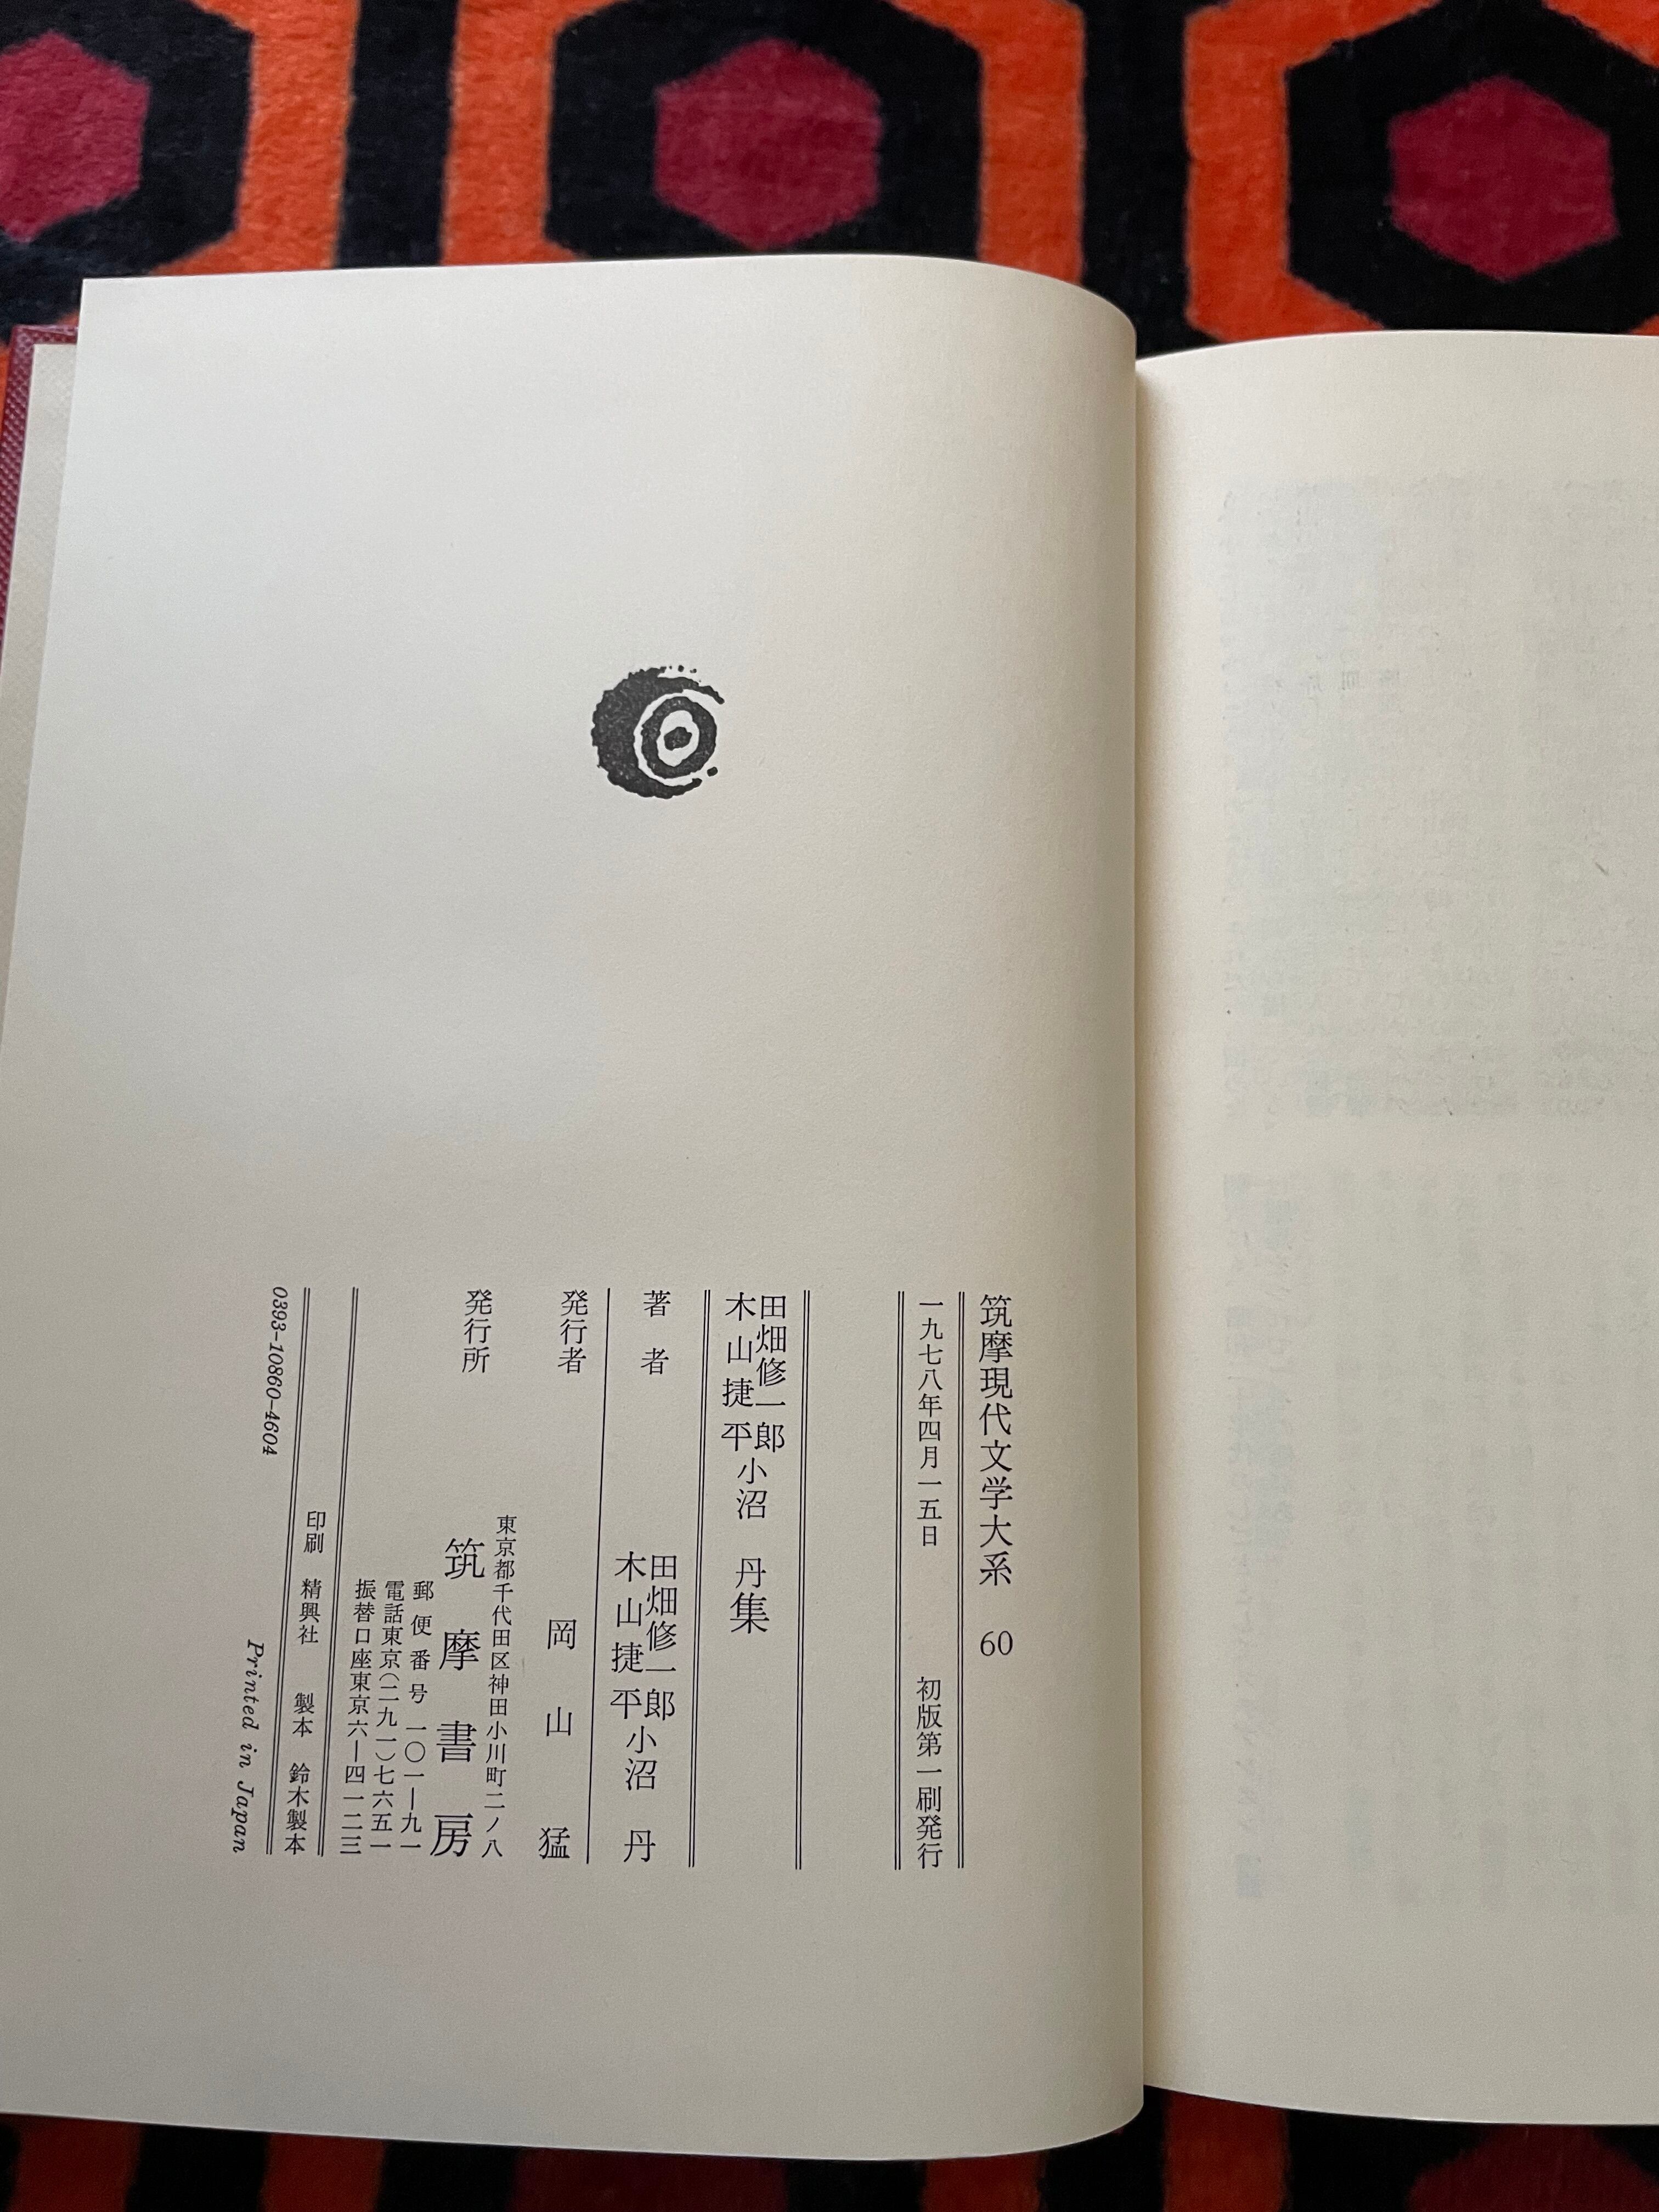 筑摩現代文学大系 60
一九七八年四月一五日 初版第一刷発行
田畑修一郎
木山捷平
小沼 丹集
著者
田畑修一郎
木山捷平
小沼 丹
発行者 岡山 猛
発行所
東京都千代田区神田小川町二ノ八
筑摩書房
郵便番号 一〇一―九一
電話東京(二九一)七六五一
振替口座東京六―四一二三
印刷 精興社 製本 鈴木製本
0393-10860-4604
Printed in Japan